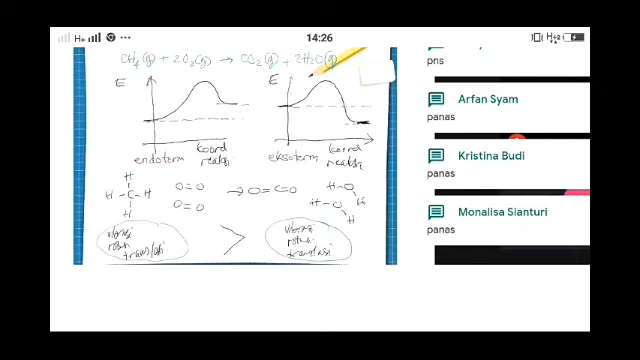 H+
14:26
H+
CH4(g) + 2O2(g) → CO2(g) + 2H2O(g)
E
E
koord
reaksi
koord
reaksi
endoterm
eksoterm
H
H-C-H
H
O=O
O=O
→ O=C=O
H-O
H
H-O
H
vibrasi
rotasi
translasi
>
vibrasi
rotasi
translasi
pns
Arfan Syam
panas
Kristina Budi
panas
Monalisa Sianturi
panas